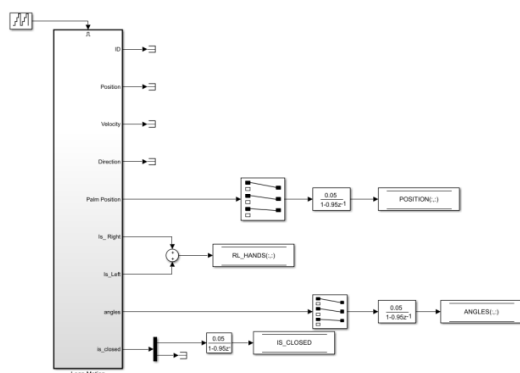 ID
Position
Velocity
Direction
Palm Position
0.05
1-0.95z-1
POSITION(:,:)
Is_ Right
RL_HANDS(:,:)
Is_Left
angles
0.05
1-0.95z-1
ANGLES(:,:)
is_closed
0.05
1-0.95z-
IS_CLOSED